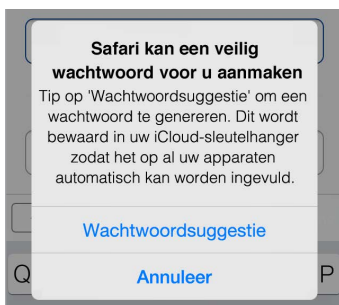 Safari kan een veilig
wachtwoord voor u aanmaken
Tip op 'Wachtwoordsuggestie' om een
wachtwoord te genereren. Dit wordt
bewaard in uw iCloud-sleutelhanger
zodat het op al uw apparaten
automatisch kan worden ingevuld.
Wachtwoordsuggestie
Q P
Annuleer